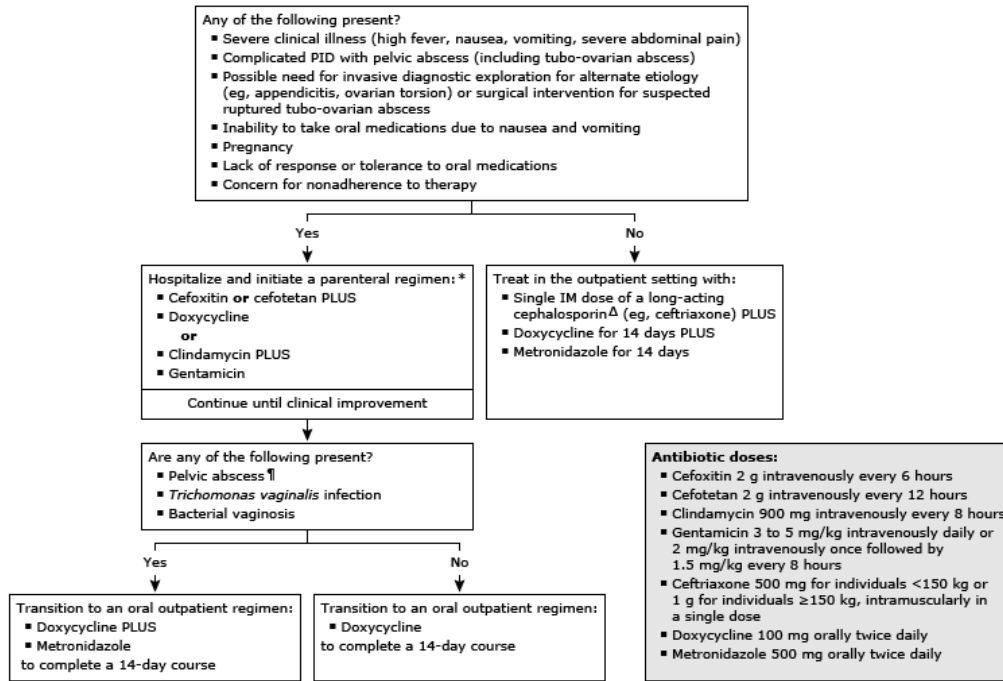 Any of the following present?
▪ Severe clinical illness (high fever, nausea, vomiting, severe abdominal pain)
▪ Complicated PID with pelvic abscess (including tubo-ovarian abscess)
▪ Possible need for invasive diagnostic exploration for alternate etiology
(eg, appendicitis, ovarian torsion) or surgical intervention for suspected
ruptured tubo-ovarian abscess
▪ Inability to take oral medications due to nausea and vomiting
▪ Pregnancy
▪ Lack of response or tolerance to oral medications
▪ Concern for nonadherence to therapy
Yes
No
Hospitalize and initiate a parenteral regimen:*
▪ Cefoxitin or cefotetan PLUS
▪ Doxycycline
or
▪ Clindamycin PLUS
▪ Gentamicin
Continue until clinical improvement
Treat in the outpatient setting with:
▪ Single IM dose of a long-acting
cephalosporinΔ (eg, ceftriaxone) PLUS
▪ Doxycycline for 14 days PLUS
▪ Metronidazole for 14 days
Are any of the following present?
▪ Pelvic abscess¶
▪ Trichomonas vaginalis infection
▪ Bacterial vaginosis
Yes
No
Transition to an oral outpatient regimen:
▪ Doxycycline PLUS
▪ Metronidazole
to complete a 14-day course
Transition to an oral outpatient regimen:
▪ Doxycycline
to complete a 14-day course
Antibiotic doses:
▪ Cefoxitin 2 g intravenously every 6 hours
▪ Cefotetan 2 g intravenously every 12 hours
▪ Clindamycin 900 mg intravenously every 8 hours
▪ Gentamicin 3 to 5 mg/kg intravenously daily or
2 mg/kg intravenously once followed by
1.5 mg/kg every 8 hours
▪ Ceftriaxone 500 mg for individuals <150 kg or
1 g for individuals ≥150 kg, intramuscularly in
a single dose
▪ Doxycycline 100 mg orally twice daily
▪ Metronidazole 500 mg orally twice daily